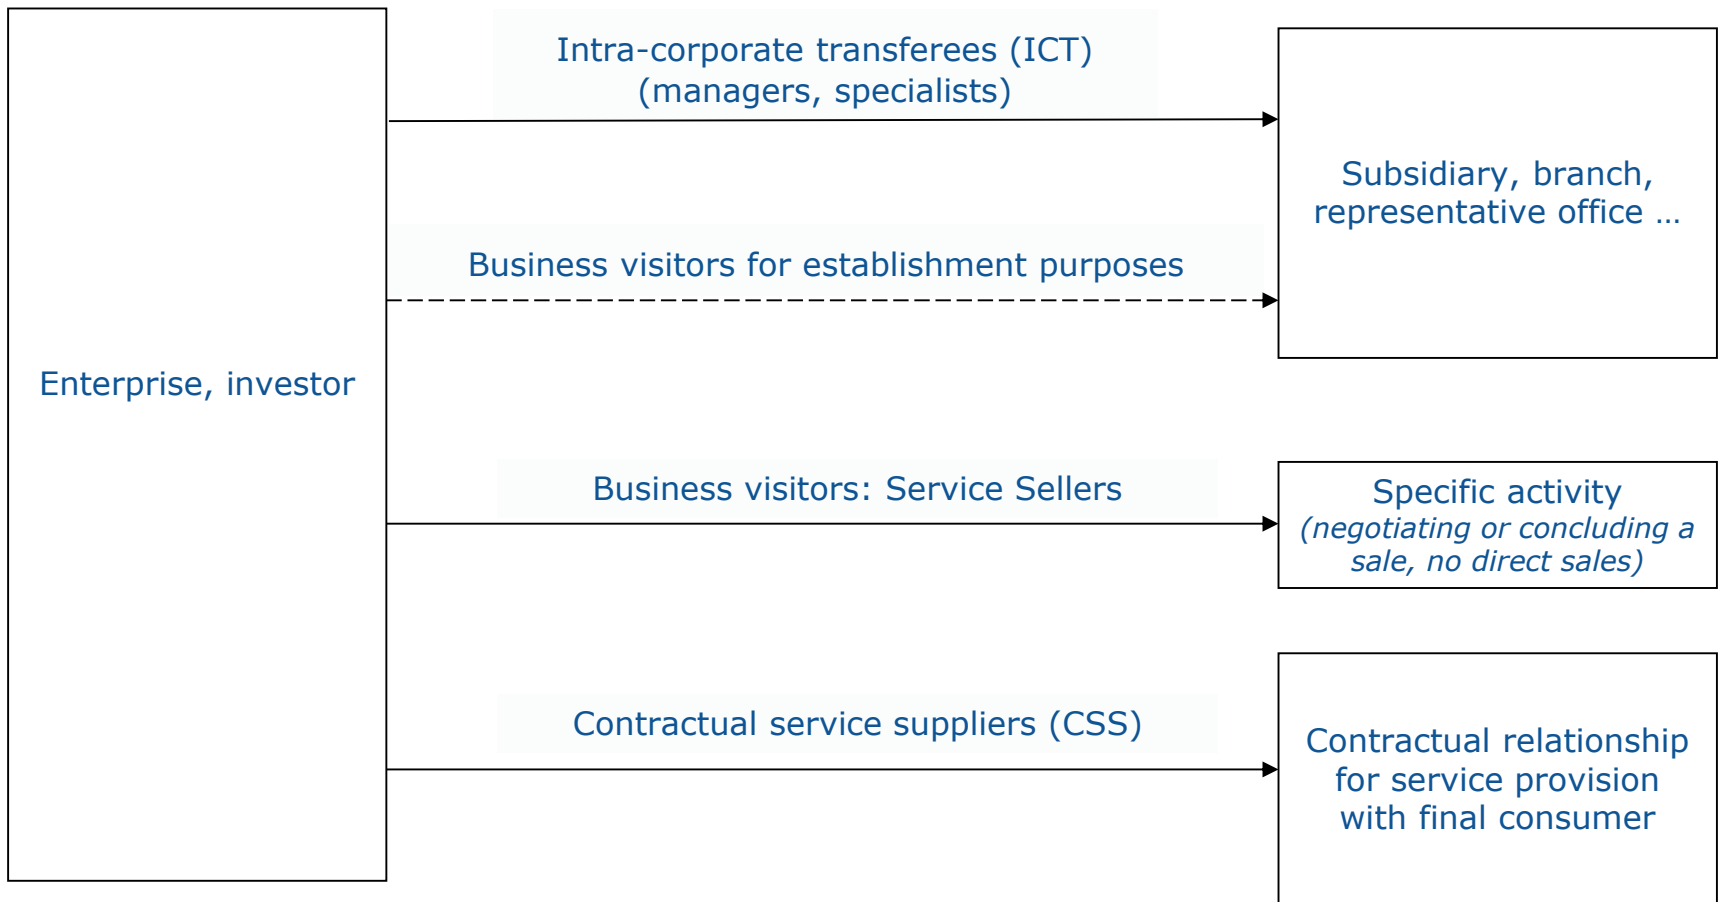 Intra-corporate transferees (ICT)
(managers, specialists)
Subsidiary, branch,
representative office …
Business visitors for establishment purposes
Enterprise, investor
Business visitors: Service Sellers
Specific activity
(negotiating or concluding a
sale, no direct sales)
Contractual service suppliers (CSS)
Contractual relationship
for service provision
with final consumer